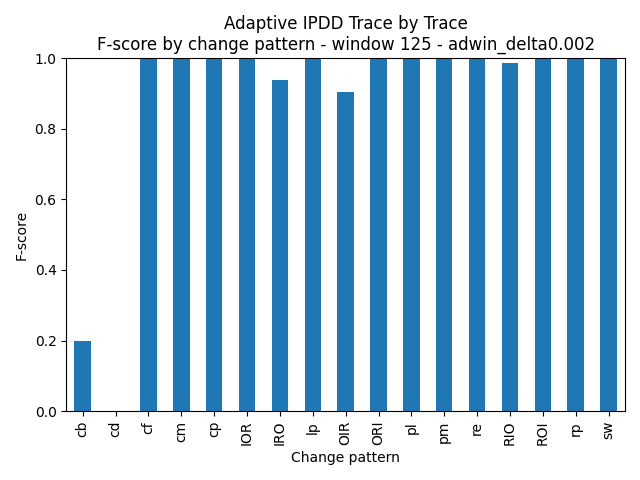 Adaptive IPDD Trace by Trace
F-score by change pattern - window 125 - adwin_delta0.002
1.0
0.8
0.6
0.4
0.2
0.0
F-score
cb
cd
cf
cm
cp
IOR
IRO
lp
OIR
ORI
pl
pm
re
RIO
ROI
rp
sw
Change pattern